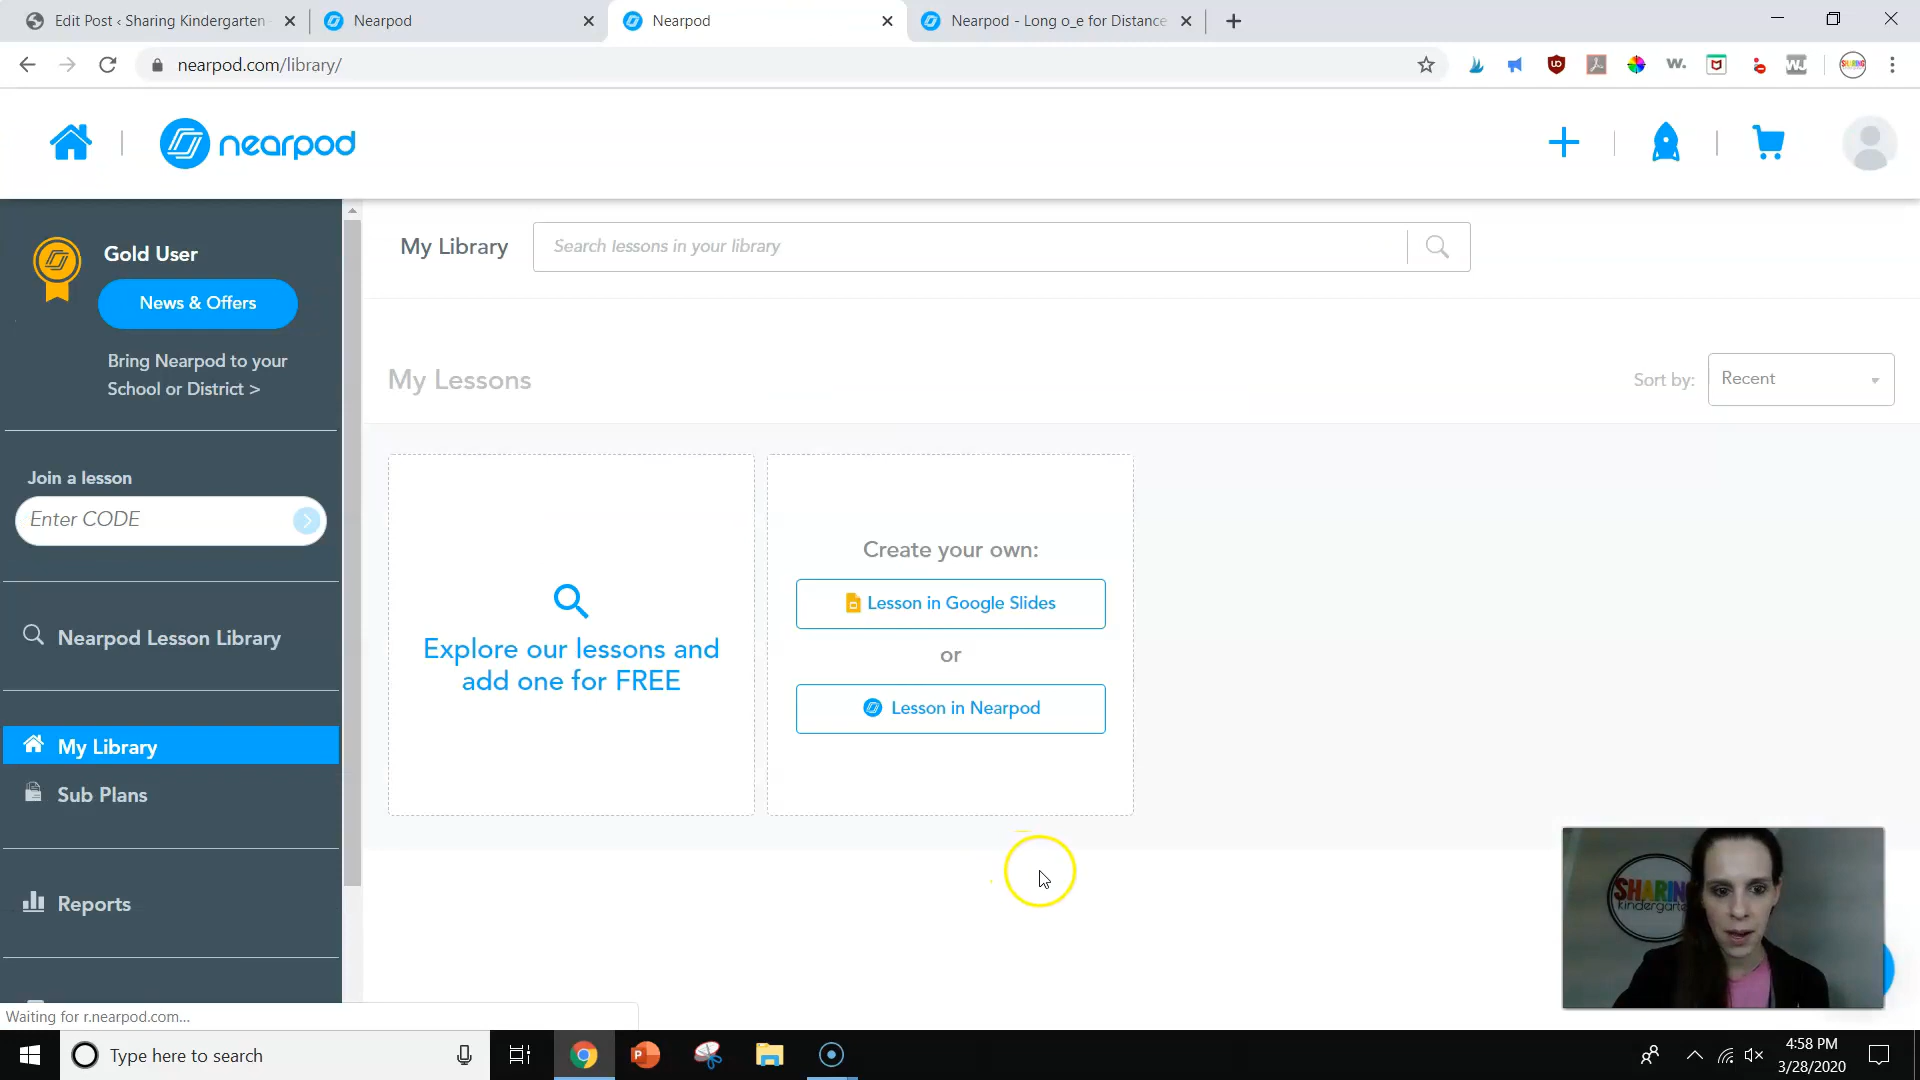 Edit Post ‹ Sharing Kindergarten
Nearpod
Nearpod
Nearpod - Long o_e for Distance
nearpod.com/library/
nearpod
Gold User
News & Offers
Bring Nearpod to your
School or District >
Join a lesson
Enter CODE
Nearpod Lesson Library
My Library
Sub Plans
Reports
Waiting for r.nearpod.com...
My Library
Search lessons in your library
My Lessons
Sort by:
Recent
Explore our lessons and
add one for FREE
Create your own:
Lesson in Google Slides
or
Lesson in Nearpod
SHARING
kindergarten
Type here to search
4:58 PM
3/28/2020